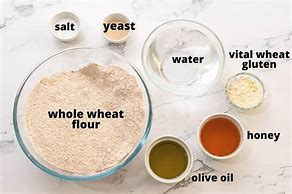 salt
yeast
water
vital wheat
gluten
whole wheat
flour
honey
olive oil